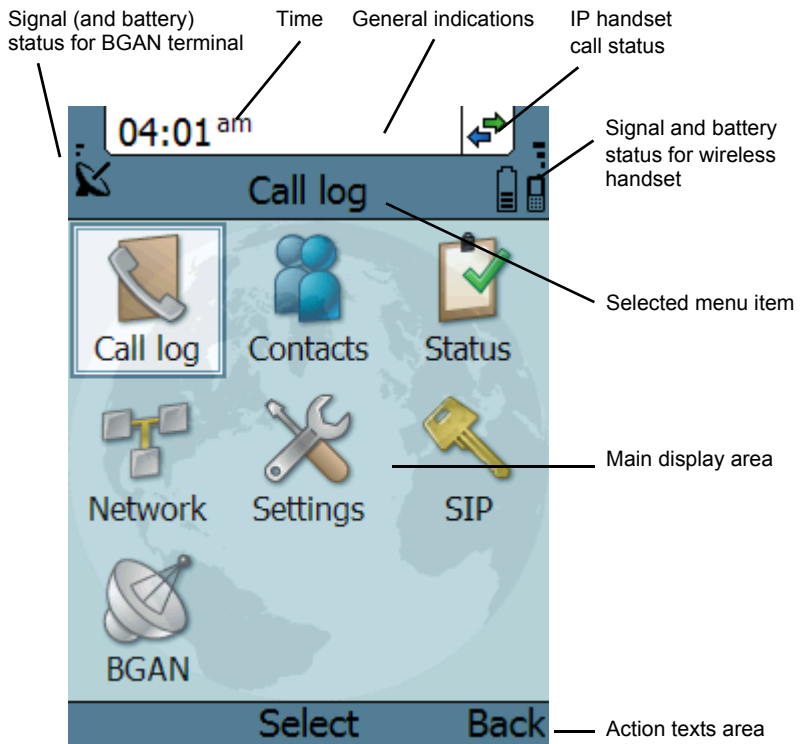 Signal (and battery)
status for BGAN terminal
Time
General indications
IP handset
call status
04:01 am
Signal and battery
status for wireless
handset
Call log
Selected menu item
Call log
Contacts
Status
Main display area
Network
Settings
SIP
BGAN
Select
Back
Action texts area